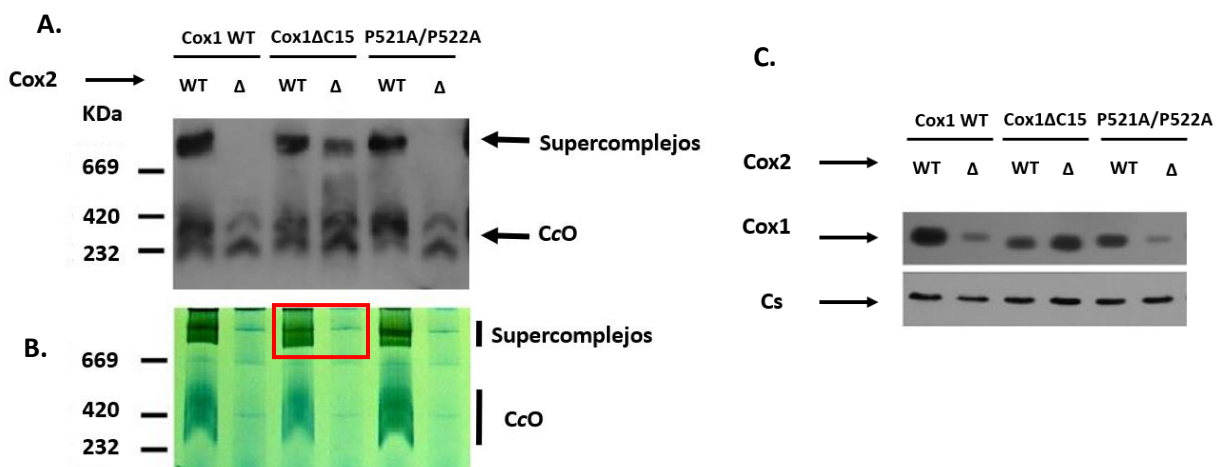 A.
Cox1 WT Cox1ΔC15 P521A/P522A
Cox2 WT Δ WT Δ WT Δ
KDa
669
420
232
Supercomplejos
CcO
B.
669
420
232
Supercomplejos
CcO
C.
Cox1 WT Cox1ΔC15 P521A/P522A
Cox2 WT Δ WT Δ WT Δ
Cox1
Cs